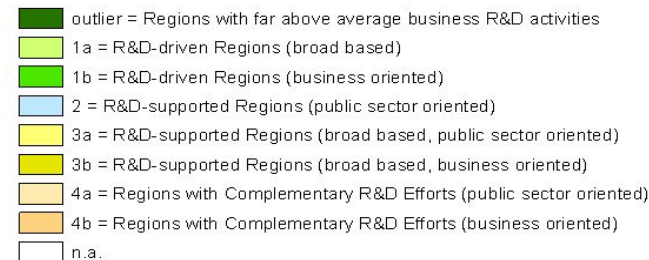 outlier = Regions with far above average business R&D activities
1a = R&D-driven Regions (broad based)
1b = R&D-driven Regions (business oriented)
2 = R&D-supported Regions (public sector oriented)
3a = R&D-supported Regions (broad based, public sector oriented)
3b = R&D-supported Regions (broad based, business oriented)
4a = Regions with Complementary R&D Efforts (public sector oriented)
4b = Regions with Complementary R&D Efforts (business oriented)
n.a.